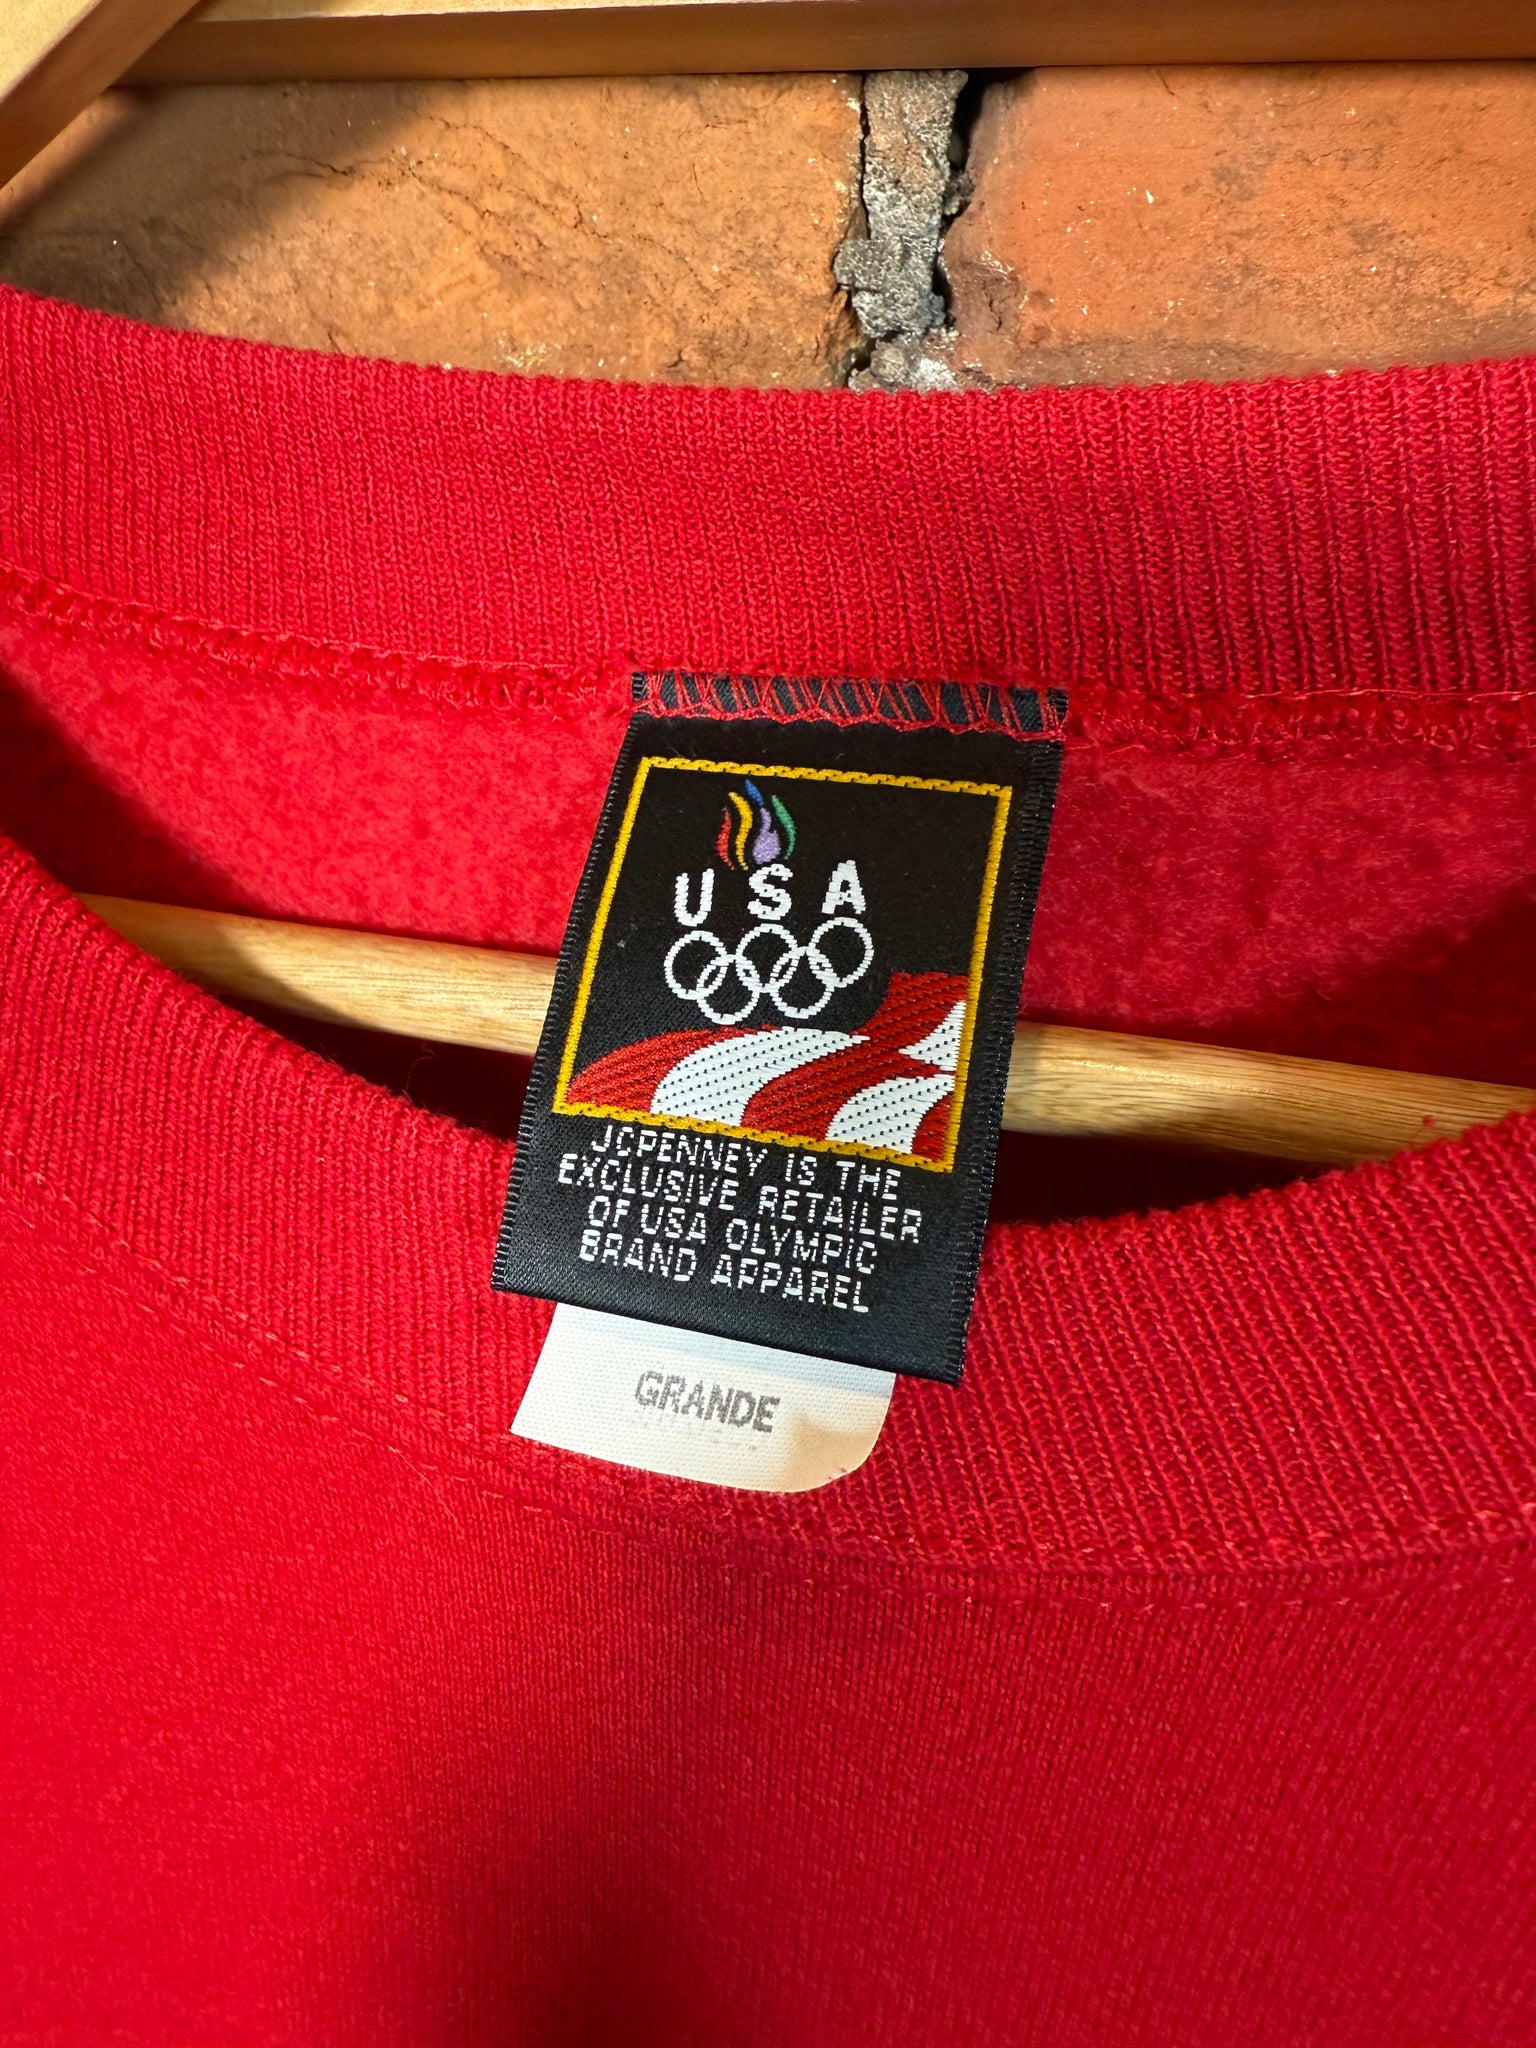 USA
JCPENNEY IS THE
EXCLUSIVE RETAILER
OF USA OLYMPIC
BRAND APPAREL
GRANDE